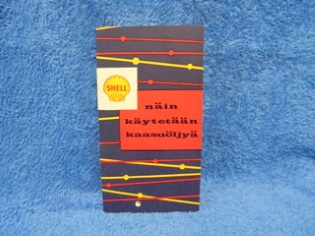 SHELL
näin
käytetään
kaasuöljyä